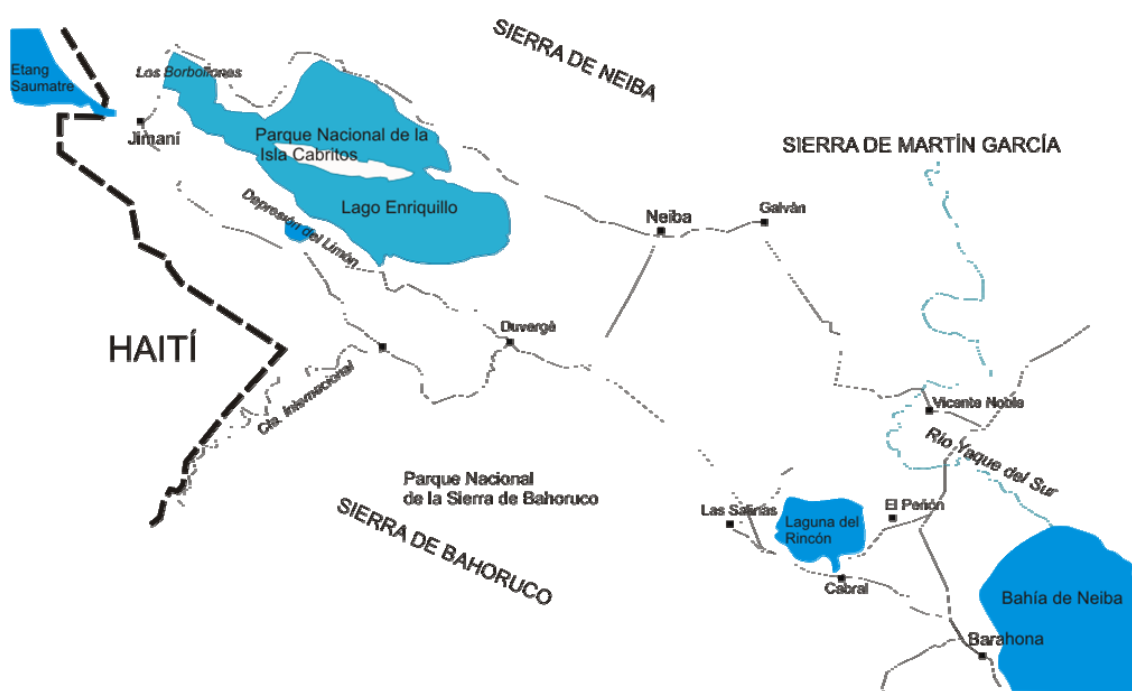 SIERRA DE NEIBA
Etang
Saumatre
Los Borbollones
Jimaní
Parque Nacional de la
Isla Cabritos
SIERRA DE MARTÍN GARCÍA
Lago Enriquillo
Depresión del Limón
Neiba
Galván
HAITÍ
Duvergé
Cta. Internacional
Vicente Noble
Río Yaque del Sur
Parque Nacional
de la Sierra de Bahoruco
SIERRA DE BAHORUCO
Las Salinas
Laguna del
Rincón
El Peñón
Cabral
Bahía de Neiba
Barahona